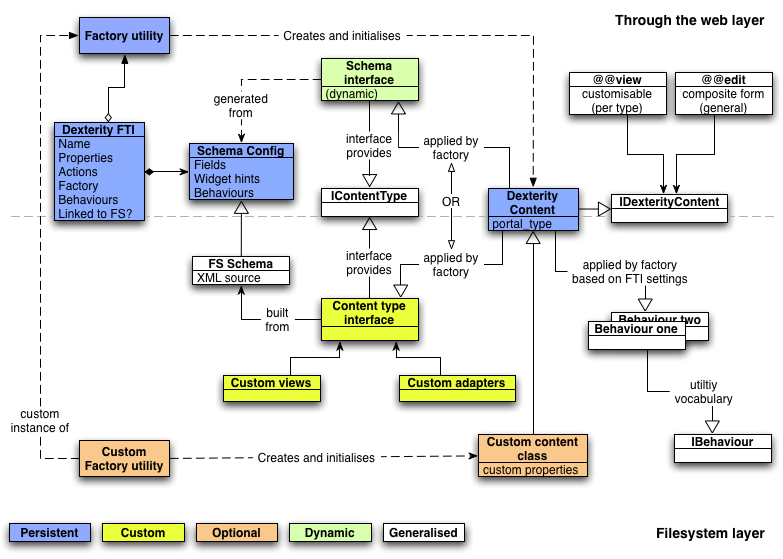 Through the web layer
Factory utility
Creates and initialises
Schema
interface
(dynamic)
@@view
customisable
(per type)
@@edit
composite form
(general)
generated
from
Dexterity FTI
Name
Properties
Actions
Factory
Behaviours
Linked to FS?
Schema Config
Fields
Widget hints
Behaviours
interface
provides
applied by
factory
IContentType
OR
Dexterity
Content
portal_type
IDexterityContent
FS Schema
XML source
interface
provides
applied by
factory
applied by factory
based on FTI settings
built
from
Content type
interface
Behaviour two
Behaviour one
Custom views
Custom adapters
utiltiy
vocabulary
custom
instance of
Custom
Factory utility
Creates and initialises
Custom content
class
custom properties
IBehaviour
Persistent
Custom
Optional
Dynamic
Generalised
Filesystem layer